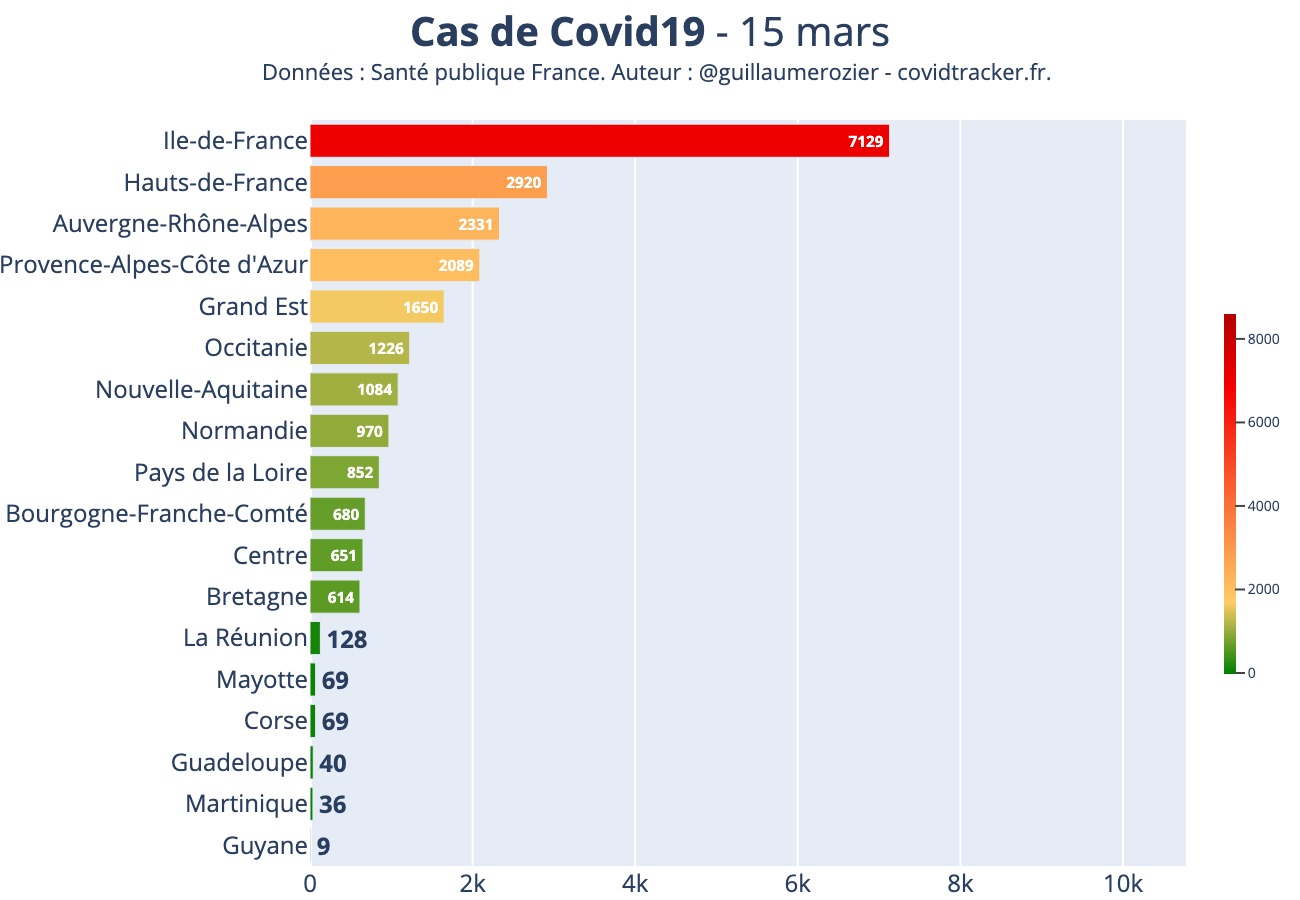 Cas de Covid19 - 15 mars
Données : Santé publique France. Auteur : @guillaumerozier - covidtracker.fr.
Ile-de-France 7129
Hauts-de-France 2920
Auvergne-Rhône-Alpes 2331
Provence-Alpes-Côte d'Azur 2089
Grand Est 1650
Occitanie 1226
Nouvelle-Aquitaine 1084
Normandie 970
Pays de la Loire 852
Bourgogne-Franche-Comté 680
Centre 651
Bretagne 614
La Réunion 128
Mayotte 69
Corse 69
Guadeloupe 40
Martinique 36
Guyane 9
0 2k 4k 6k 8k 10k
8000
6000
4000
2000
0